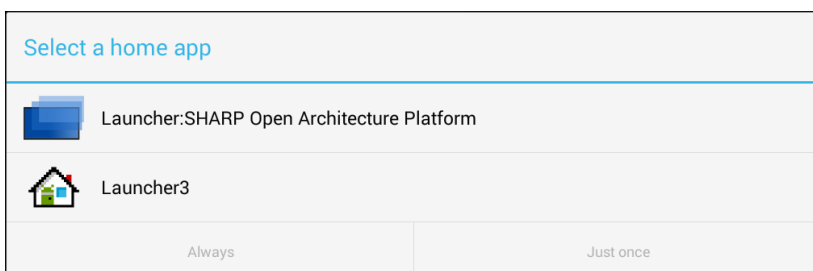 Select a home app
Launcher:SHARP Open Architecture Platform
Launcher3
Always
Just once